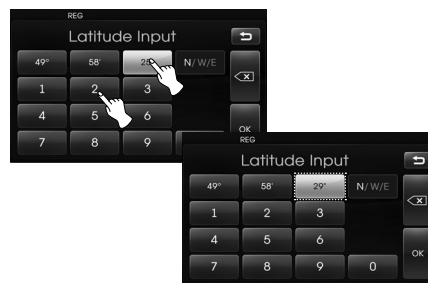 REG
Latitude Input
49° 58' 25" N/W/E
1 2 3
4 5 6
OK
7 8 9
REG
Latitude Input
49° 58' 29" N/W/E
1 2 3
4 5 6
OK
7 8 9 0